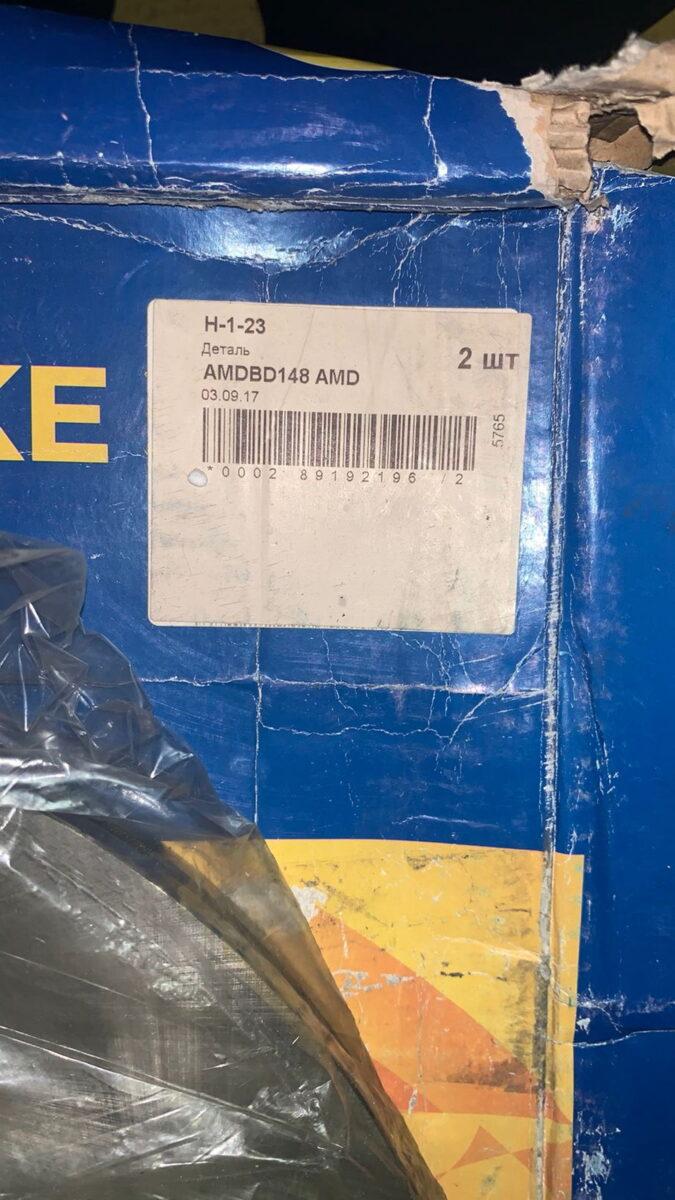 H-1-23
Деталь
2 шт
AMDBD148 AMD
03.09.17
5765
*0002 89192196 2
KE